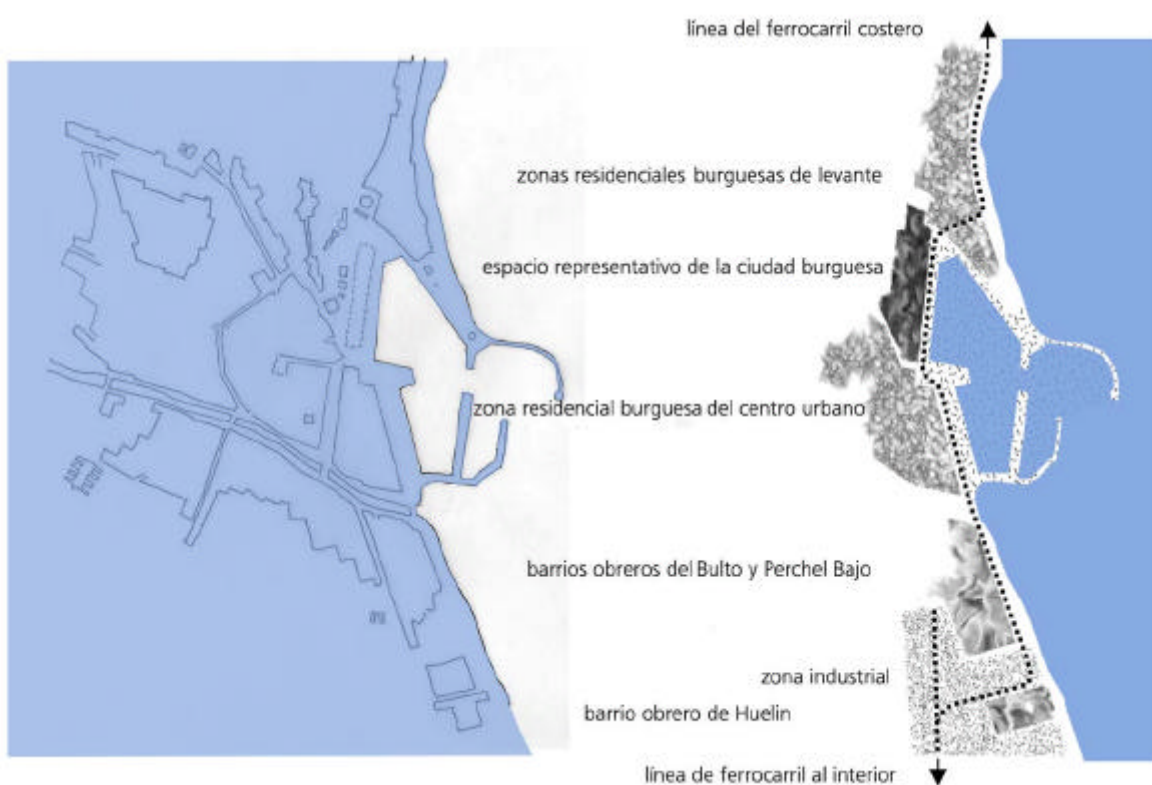 línea del ferrocarril costero
zonas residenciales burguesas de levante
espacio representativo de la ciudad burguesa
zona residencial burguesa del centro urbano
barrios obreros del Bulto y Perchel Bajo
zona industrial
barrio obrero de Huelin
línea de ferrocarril al interior